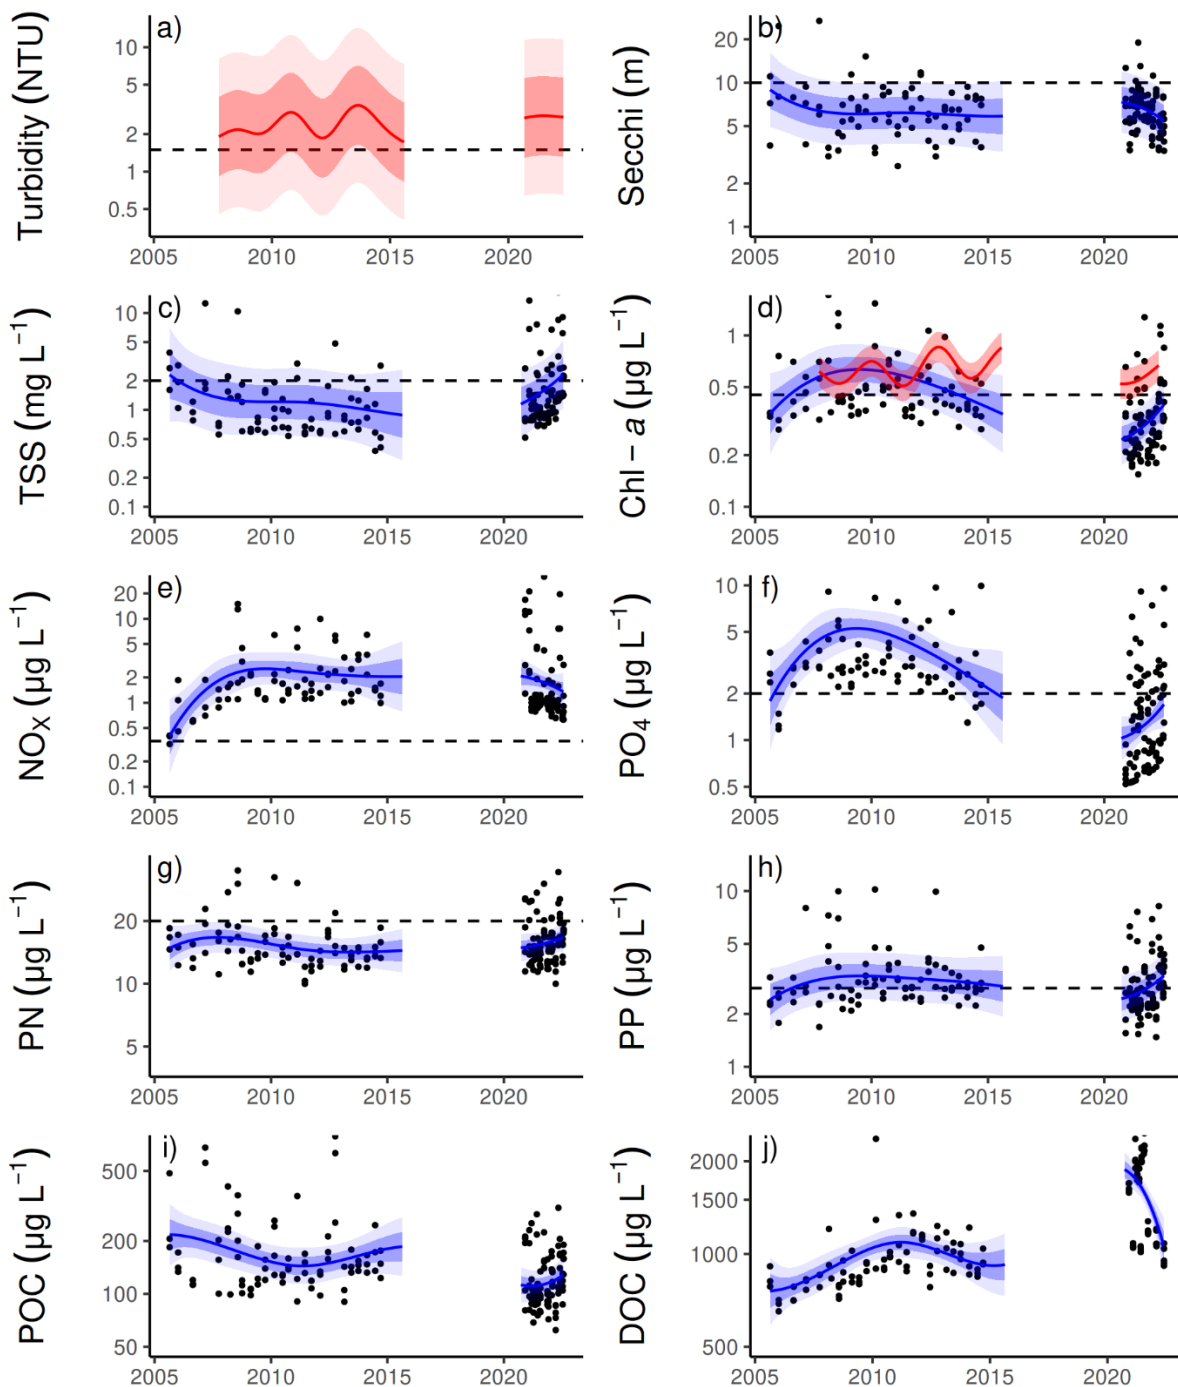 a)
Turbidity (NTU)
10
5
2
1
0.5
2005 2010 2015 2020
b)
Secchi (m)
20
10
5
2
1
2005 2010 2015 2020
c)
TSS (mg L⁻¹)
10
5
2
1
0.5
0.2
0.1
2005 2010 2015 2020
d)
Chl − a (µg L⁻¹)
1
0.5
0.2
0.1
2005 2010 2015 2020
e)
NOX (µg L⁻¹)
20
10
5
2
1
0.5
0.2
0.1
2005 2010 2015 2020
f)
PO₄ (µg L⁻¹)
10
5
2
1
0.5
2005 2010 2015 2020
g)
PN (µg L⁻¹)
20
10
5
2005 2010 2015 2020
h)
PP (µg L⁻¹)
10
5
2
1
2005 2010 2015 2020
i)
POC (µg L⁻¹)
500
200
100
50
2005 2010 2015 2020
j)
DOC (µg L⁻¹)
2000
1500
1000
500
2005 2010 2015 2020